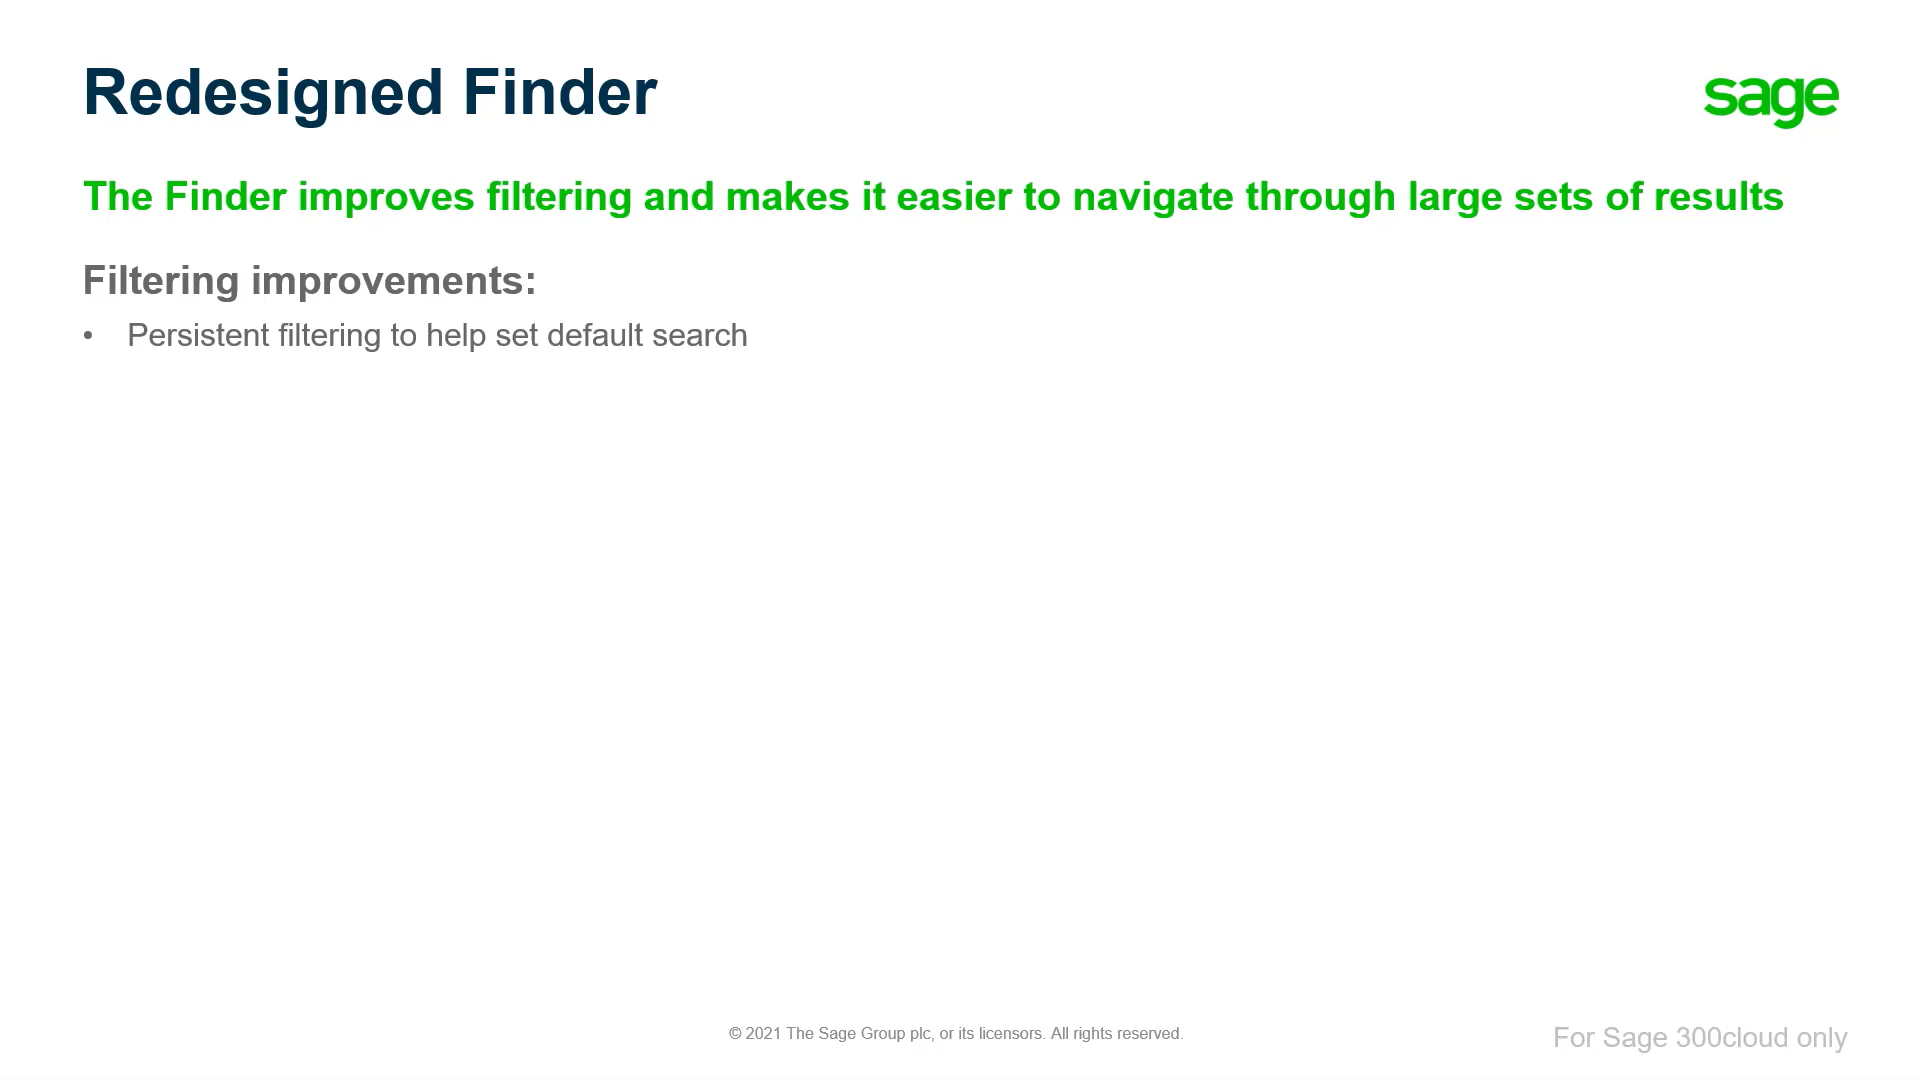 Redesigned Finder
sage
The Finder improves filtering and makes it easier to navigate through large sets of results
Filtering improvements:
• Persistent filtering to help set default search
© 2021 The Sage Group plc, or its licensors. All rights reserved.
For Sage 300cloud only